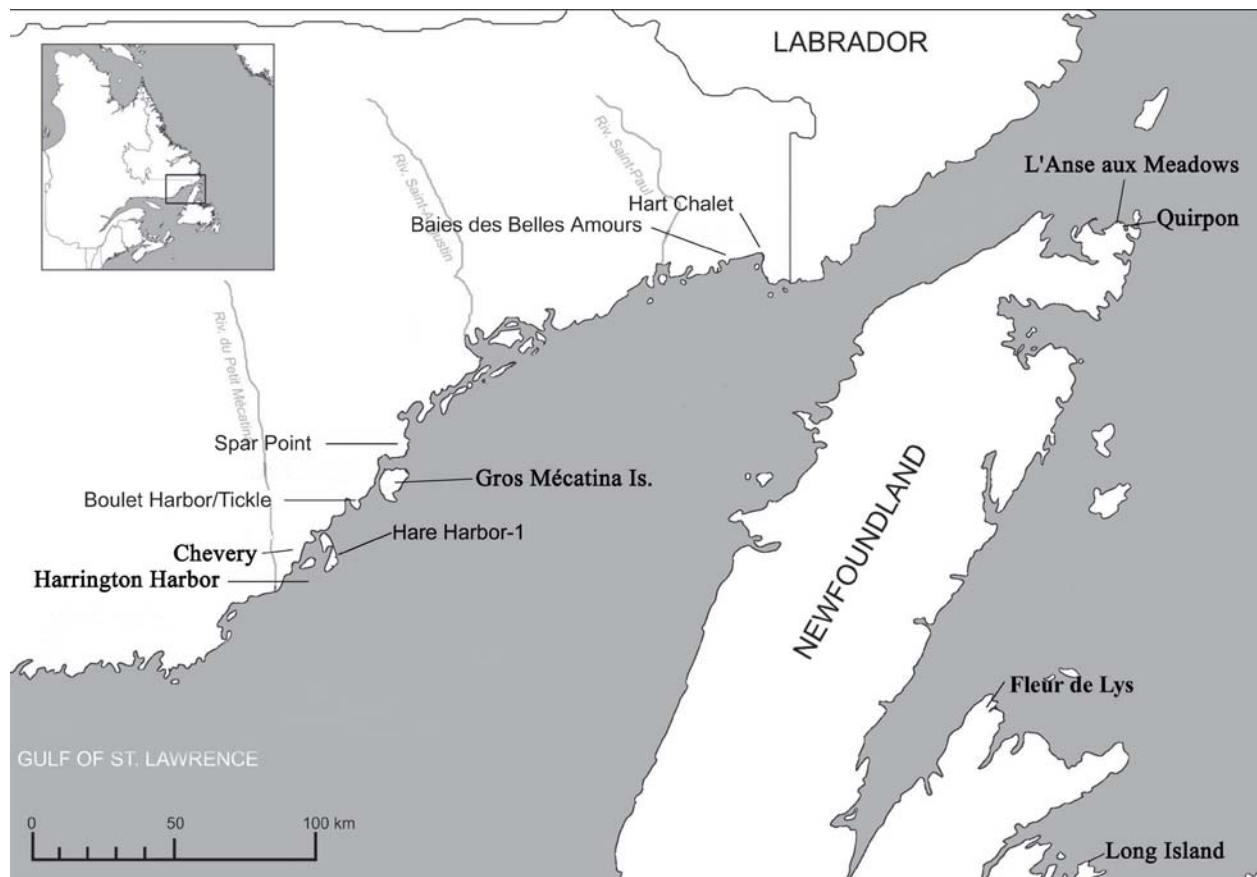 LABRADOR
L'Anse aux Meadows
Quirpon
Riv. Saint-Paul
Hart Chalet
Baies des Belles Amours
Riv. Saint-Augustin
Riv. du Petit Mécatina
Spar Point
Gros Mécatina Is.
Boulet Harbor/Tickle
Hare Harbor-1
Chevery
Harrington Harbor
NEWFOUNDLAND
Fleur de Lys
GULF OF ST. LAWRENCE
0 50 100 km
Long Island